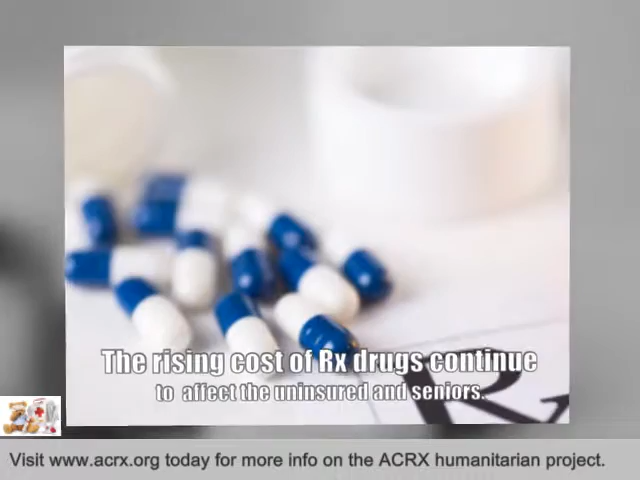 The rising cost of Rx drugs continue
to affect the uninsured and seniors.
Rx
Visit www.acrx.org today for more info on the ACRX humanitarian project.